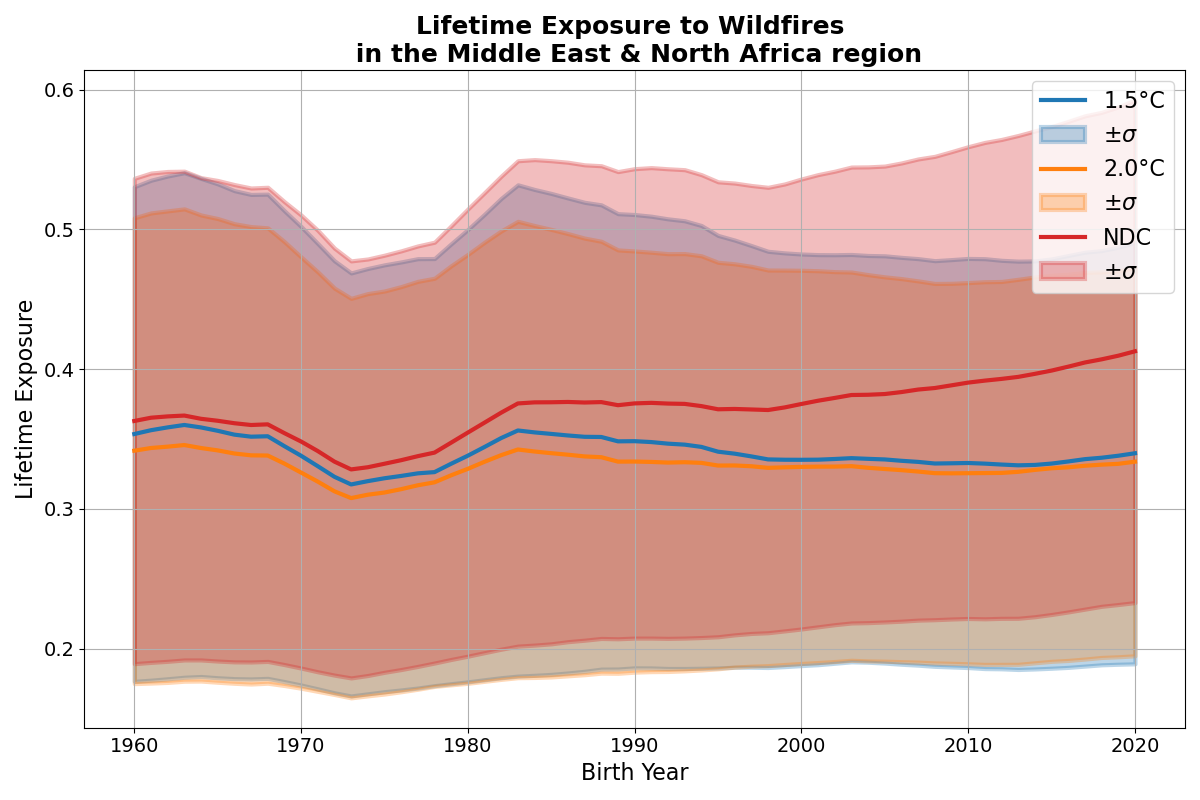 Lifetime Exposure to Wildfires
in the Middle East & North Africa region
Lifetime Exposure
0.6
0.5
0.4
0.3
0.2
1.5°C
±σ
2.0°C
±σ
NDC
±σ
1960
1970
1980
1990
2000
2010
2020
Birth Year